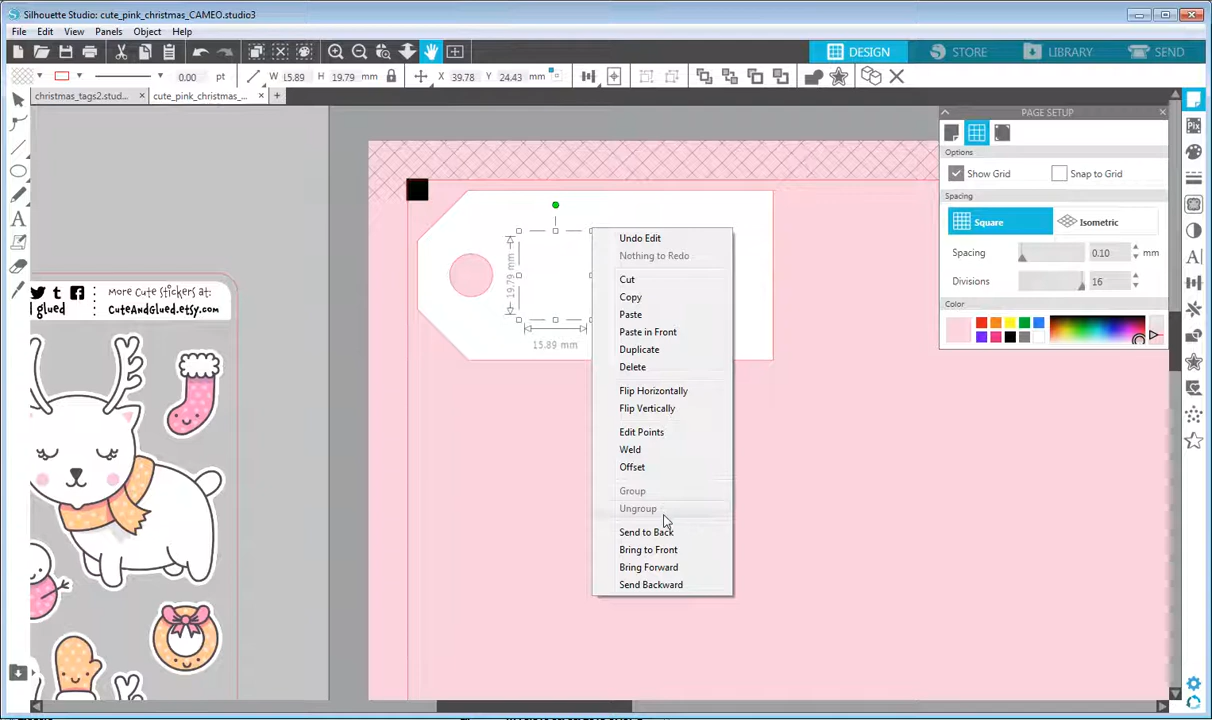 Silhouette Studio: cute_pink_christmas_CAMEO.studio3
File Edit View Panels Object Help
DESIGN STORE LIBRARY SEND
0.00 pt W 15.89 H 19.79 mm X 39.78 Y 24.43 mm
christmas_tags2.stud... cute_pink_christmas_...
PAGE SETUP
Options
Show Grid Snap to Grid
Spacing
Square Isometric
Spacing 0.10 mm
Divisions 16
Color
19.79 mm
15.89 mm
Undo Edit
Nothing to Redo
Cut
Copy
Paste
Paste in Front
Duplicate
Delete
Flip Horizontally
Flip Vertically
Edit Points
Weld
Offset
Group
Ungroup
Send to Back
Bring to Front
Bring Forward
Send Backward
More Cute Stickers at:
glued CuteAndGlued.etsy.com